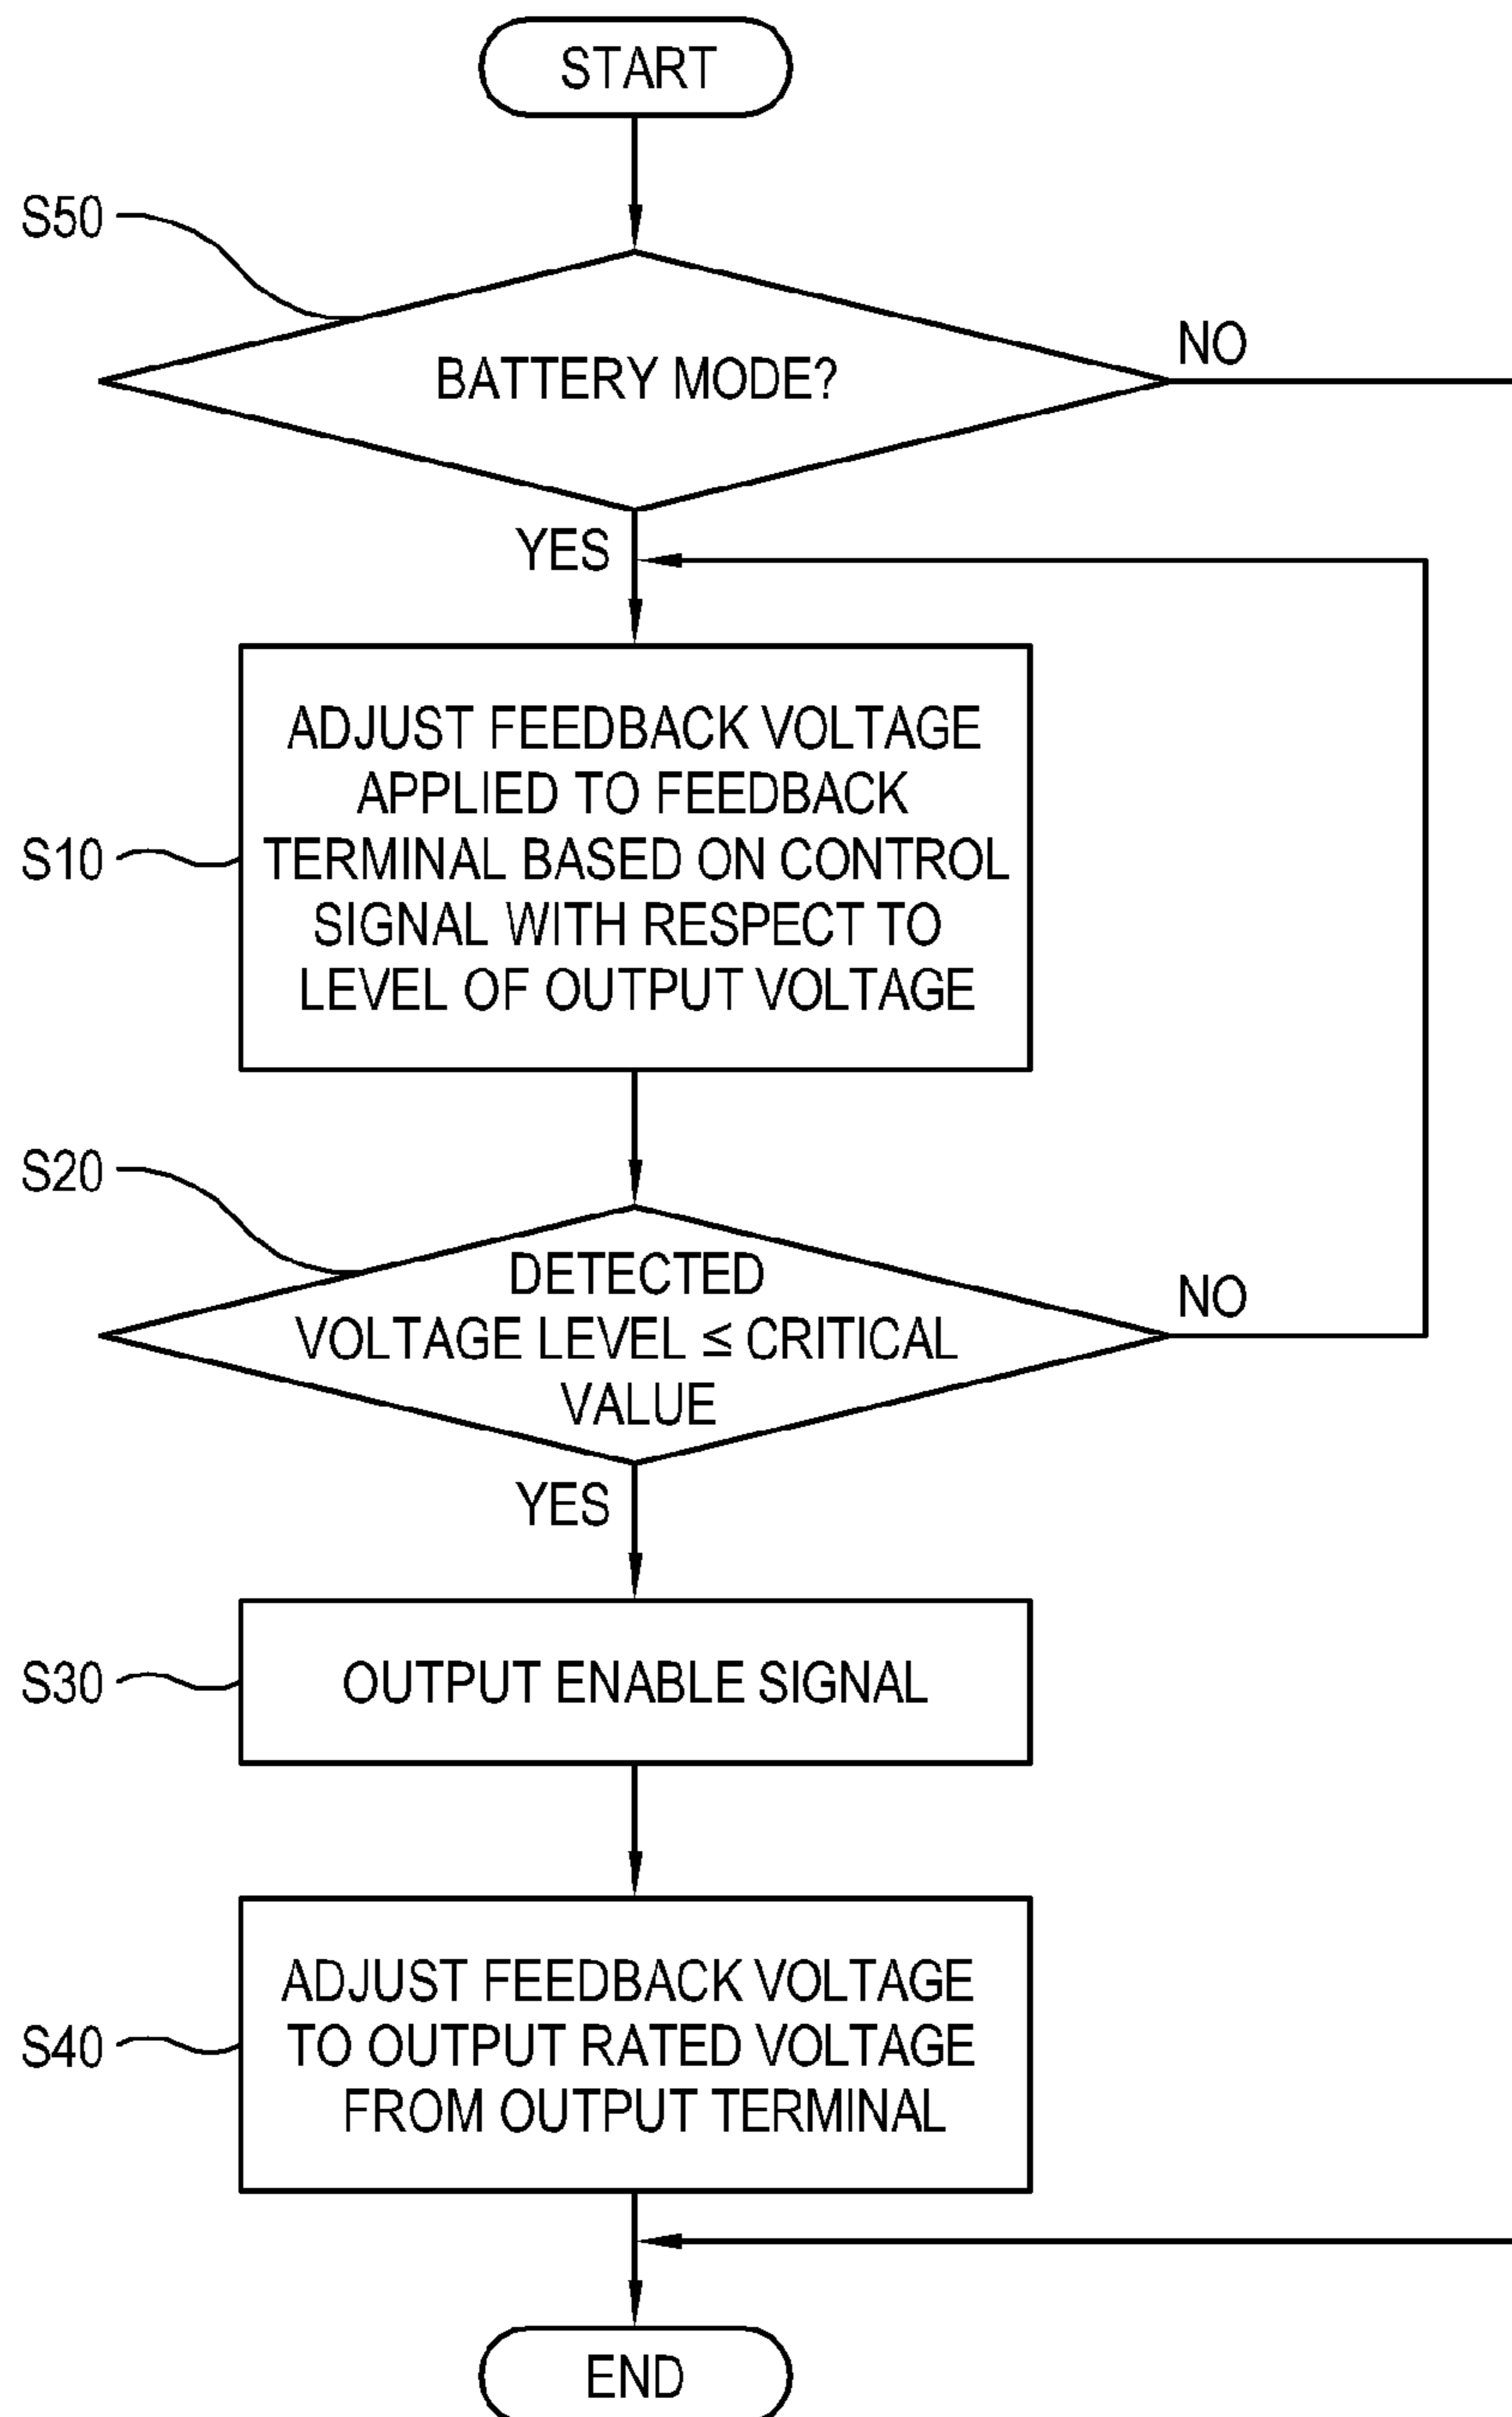 START
S50
BATTERY MODE?
NO
YES
ADJUST FEEDBACK VOLTAGE
APPLIED TO FEEDBACK
S10
TERMINAL BASED ON CONTROL
SIGNAL WITH RESPECT TO
LEVEL OF OUTPUT VOLTAGE
S20
DETECTED
VOLTAGE LEVEL ≤ CRITICAL
VALUE
NO
YES
S30
OUTPUT ENABLE SIGNAL
ADJUST FEEDBACK VOLTAGE
S40
TO OUTPUT RATED VOLTAGE
FROM OUTPUT TERMINAL
END